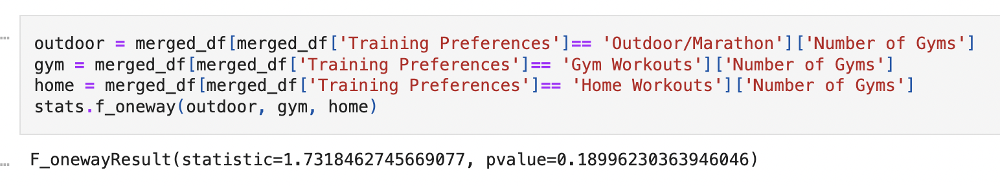 outdoor = merged_df[merged_df['Training Preferences']== 'Outdoor/Marathon']['Number of Gyms']
gym = merged_df[merged_df['Training Preferences']== 'Gym Workouts']['Number of Gyms']
home = merged_df[merged_df['Training Preferences']== 'Home Workouts']['Number of Gyms']
stats.f_oneway(outdoor, gym, home)
F_onewayResult(statistic=1.7318462745669077, pvalue=0.18996230363946046)